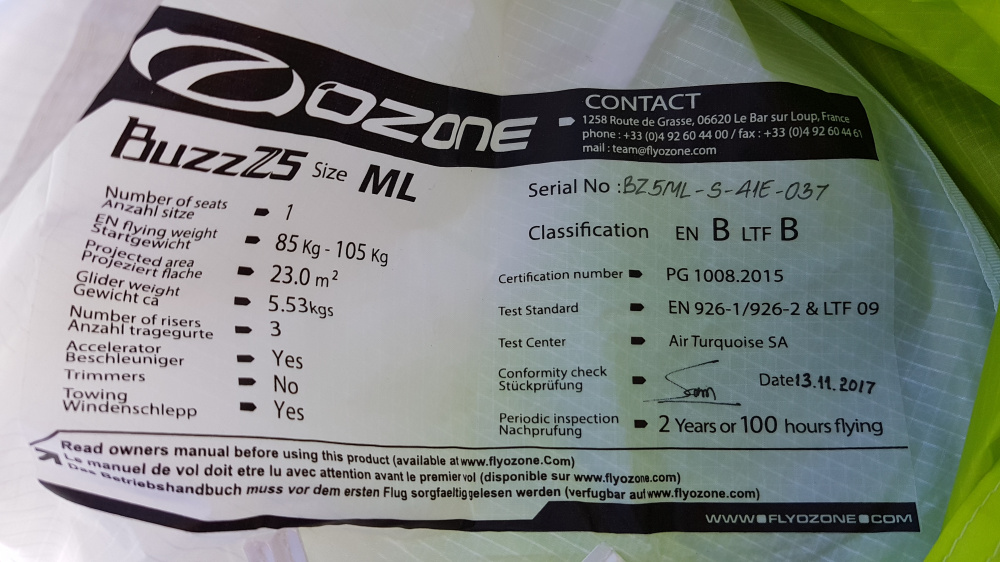 OZONE
CONTACT
1258 Route de Grasse, 06620 Le Bar sur Loup, France
phone : +33 (0)4 92 60 44 00 / fax : +33 (0)4 92 60 44 61
mail : team@flyozone.com
BuzzZ5 Size ML
Number of seats
Anzahl sitze
1
EN flying weight
Startgewicht
85 Kg - 105 Kg
Projected area
Projeziert flache
23.0 m²
Glider weight
Gewicht ca
5.53kgs
Number of risers
Anzahl tragegurte
3
Accelerator
Beschleuniger
Yes
Trimmers
No
Towing
Windenschlepp
Yes
Serial No : BZ5ML-S-41E-037
Classification EN B LTF B
Certification number PG 1008.2015
Test Standard EN 926-1/926-2 & LTF 09
Test Center Air Turquoise SA
Conformity check
Stückprüfung
Date 13.11.2017
Periodic inspection
Nachprufung
2 Years or 100 hours flying
Read owners manual before using this product (available at www.flyozone.Com)
Le manuel de vol doit etre lu avec attention avant le premier vol (disponible sur www.flyozone.com)
Das Betriebshandbuch muss vor dem ersten Flug sorgfaeltig gelesen werden (verfugbar auf www.flyozone.com)
WWW.FLYOZONE.COM